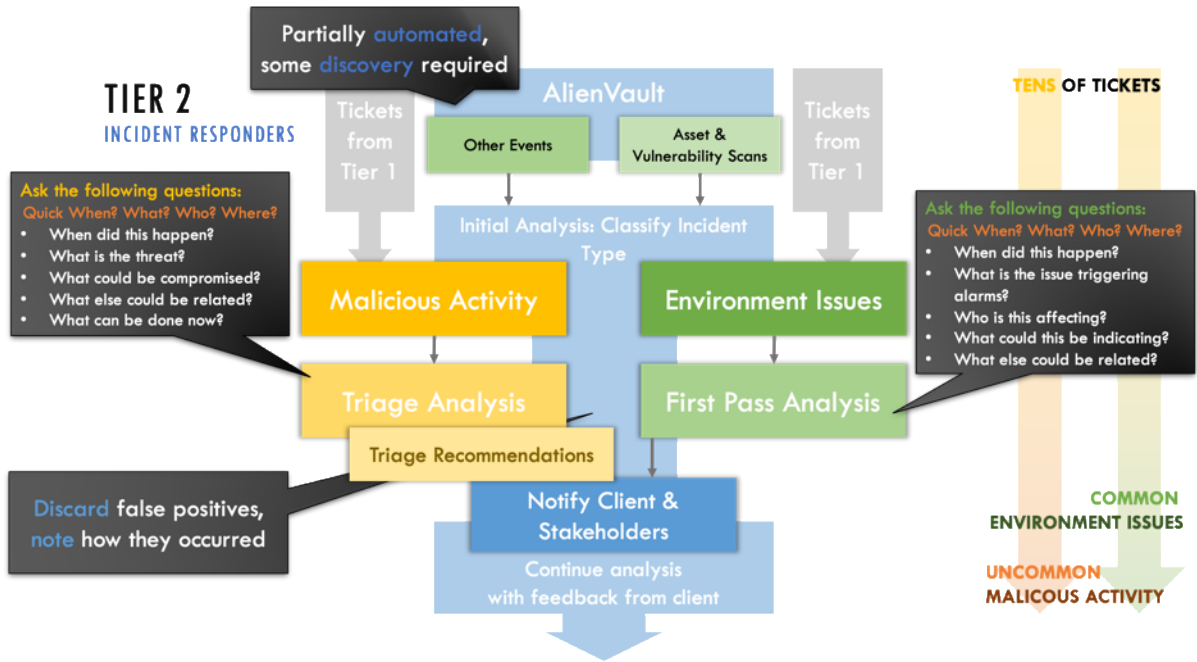 Partially automated,
some discovery required
TIER 2
INCIDENT RESPONDERS
AlienVault
Tickets
from
Tier 1
Tickets
from
Tier 1
TENS OF TICKETS
Other Events
Asset &
Vulnerability Scans
Ask the following questions:
Quick When? What? Who? Where?
• When did this happen?
• What is the threat?
• What could be compromised?
• What else could be related?
• What can be done now?
Initial Analysis: Classify Incident
Type
Ask the following questions:
Quick When? What? Who? Where?
• When did this happen?
• What is the issue triggering
alarms?
• Who is this affecting?
• What could this be indicating?
• What else could be related?
Malicious Activity
Environment Issues
Triage Analysis
First Pass Analysis
Triage Recommendations
Discard false positives,
note how they occurred
Notify Client &
Stakeholders
Continue analysis
with feedback from client
COMMON
ENVIRONMENT ISSUES
UNCOMMON
MALICOUS ACTIVITY